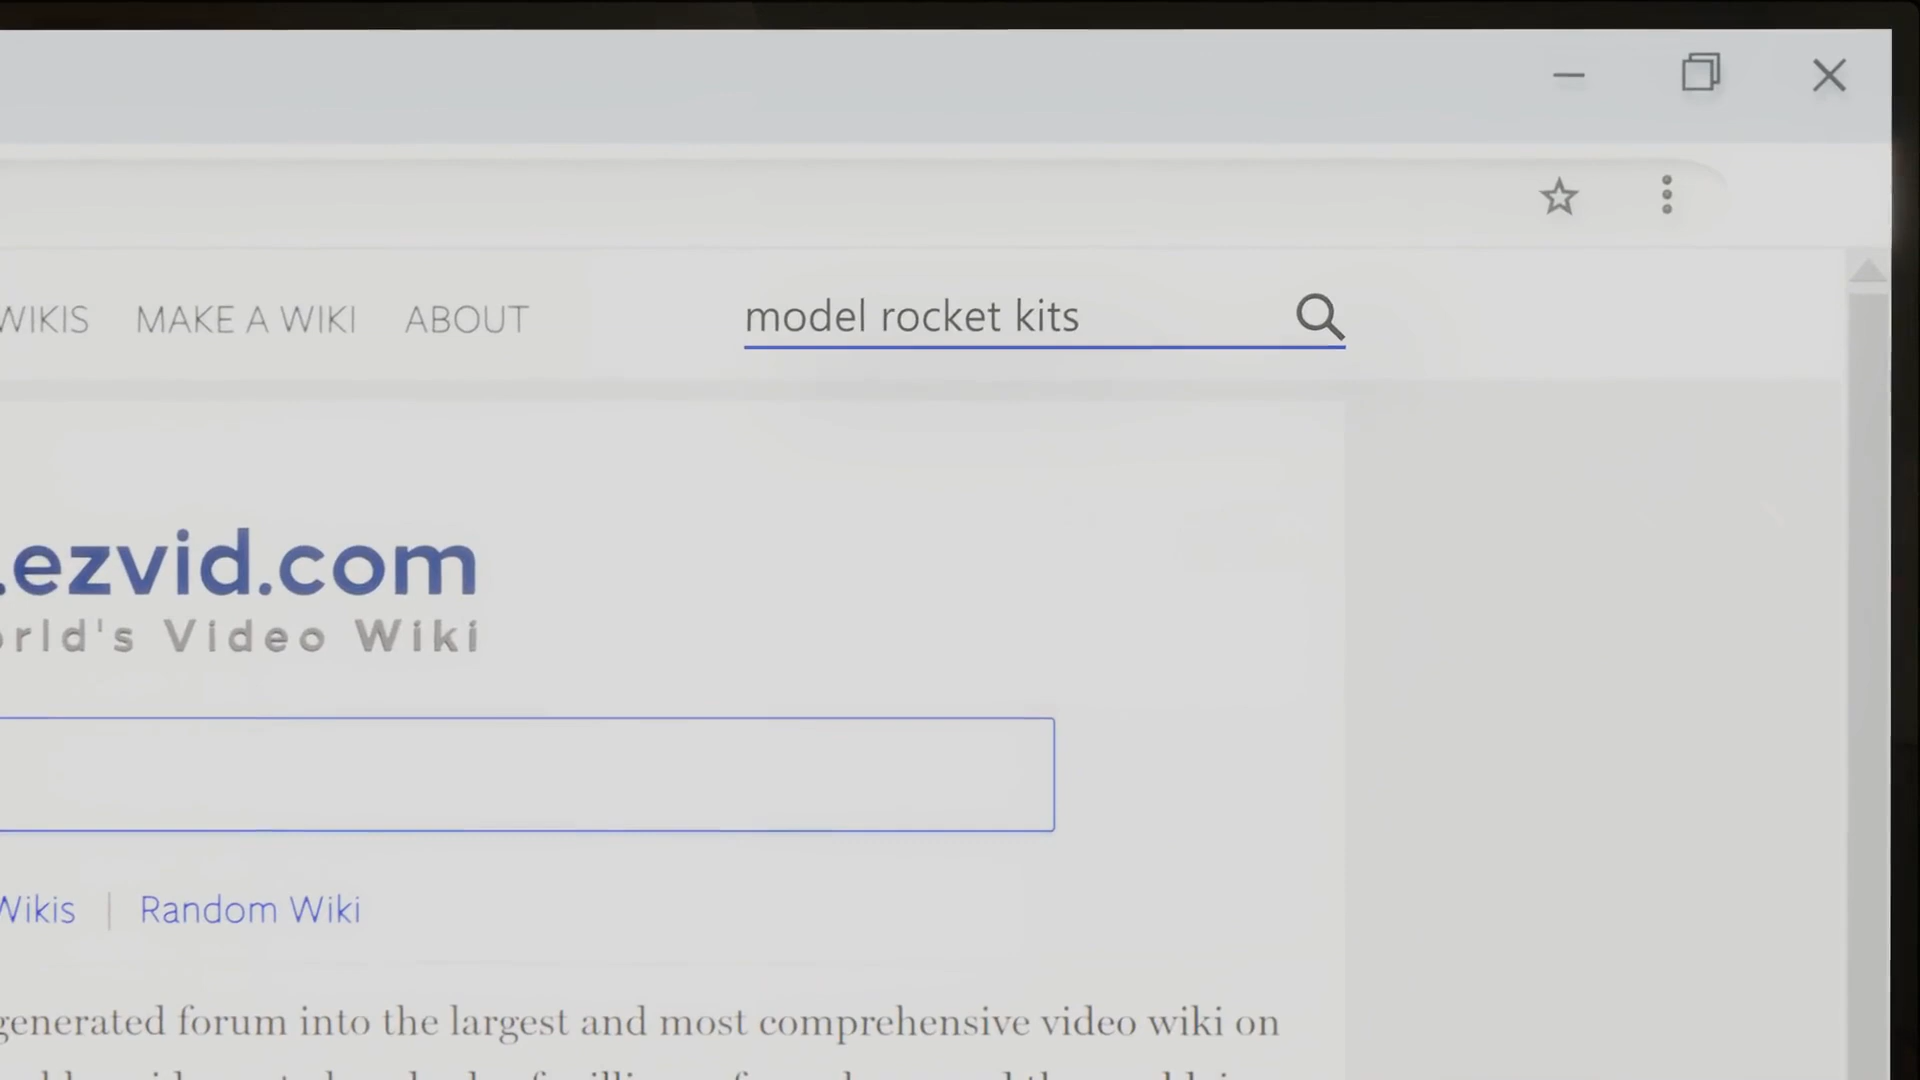 WIKIS MAKE A WIKI ABOUT model rocket kits
.ezvid.com
orld's Video Wiki
Wikis | Random Wiki
generated forum into the largest and most comprehensive video wiki on